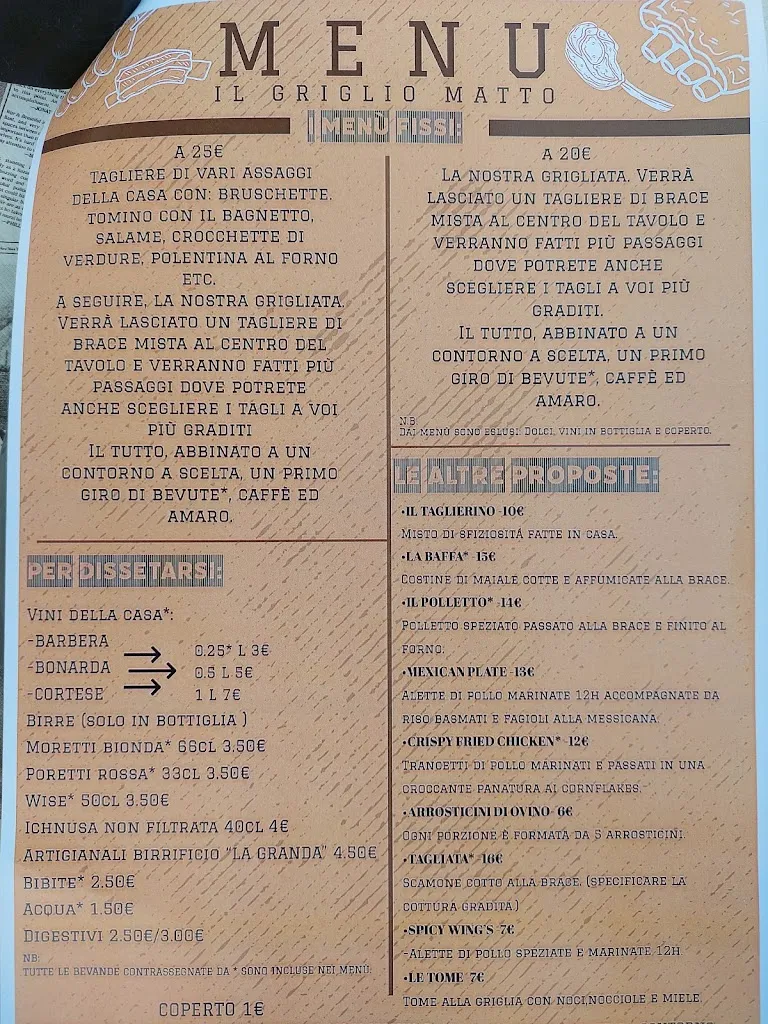 MENU
IL GRIGLIO MATTO
I MENÙ FISSI:
A 25€
TAGLIERE DI VARI ASSAGGI
DELLA CASA CON: BRUSCHETTE,
TOMINO CON IL BAGNETTO,
SALAME, CROCCHETTE DI
VERDURE, POLENTINA AL FORNO
ETC.
A SEGUIRE, LA NOSTRA GRIGLIATA.
VERRÀ LASCIATO UN TAGLIERE DI
BRACE MISTA AL CENTRO DEL
TAVOLO E VERRANNO FATTI PIÙ
PASSAGGI DOVE POTRETE
ANCHE SCEGLIERE I TAGLI A VOI
PIÙ GRADITI
IL TUTTO, ABBINATO A UN
CONTORNO A SCELTA, UN PRIMO
GIRO DI BEVUTE*, CAFFÈ ED
AMARO.
PER DISSETARSI:
VINI DELLA CASA*:
-BARBERA
-BONARDA
-CORTESE
0.25* L 3€
0.5 L 5€
1 L 7€
BIRRE (SOLO IN BOTTIGLIA )
MORETTI BIONDA* 66CL 3.50€
PORETTI ROSSA* 33CL 3.50€
WISE* 50CL 3.50€
ICHNUSA NON FILTRATA 40CL 4€
ARTIGIANALI BIRRIFICIO "LA GRANDA" 4.50€
BIBITE* 2.50€
ACQUA* 1.50€
DIGESTIVI 2.50€/3.00€
NB:
TUTTE LE BEVANDE CONTRASSEGNATE DA * SONO INCLUSE NEI MENÙ.
COPERTO 1€
A 20€
LA NOSTRA GRIGLIATA. VERRÀ
LASCIATO UN TAGLIERE DI BRACE
MISTA AL CENTRO DEL TAVOLO E
VERRANNO FATTI PIÙ PASSAGGI
DOVE POTRETE ANCHE
SCEGLIERE I TAGLI A VOI PIÙ
GRADITI.
IL TUTTO, ABBINATO A UN
CONTORNO A SCELTA, UN PRIMO
GIRO DI BEVUTE*, CAFFÈ ED
AMARO.
N.B:
DAI MENÙ SONO ESLUSI: DOLCI, VINI IN BOTTIGLIA E COPERTO.
LE ALTRE PROPOSTE:
•IL TAGLIERINO -10€
MISTO DI SFIZIOSITÁ FATTE IN CASA.
•LA BAFFA* -15€
COSTINE DI MAIALE COTTE E AFFUMICATE ALLA BRACE.
•IL POLLETTO* -14€
POLLETTO SPEZIATO PASSATO ALLA BRACE E FINITO AL
FORNO.
•MEXICAN PLATE -13€
ALETTE DI POLLO MARINATE 12H ACCOMPAGNATE DA
RISO BASMATI E FAGIOLI ALLA MESSICANA.
•CRISPY FRIED CHICKEN* -12€
TRANCETTI DI POLLO MARINATI E PASSATI IN UNA
CROCCANTE PANATURA AI CORNFLAKES.-
•ARROSTICINI DI OVINO- 6€
OGNI PORZIONE È FORMATA DA 5 ARROSTICINI.
•TAGLIATA* -16€
SCAMONE COTTO ALLA BRACE. (SPECIFICARE LA
COTTURA GRADITA)
•SPICY WING'S 7€
-ALETTE DI POLLO SPEZIATE E MARINATE 12H
•LE TOME 7€
TOME ALLA GRIGLIA CON NOCI,NOCCIOLE E MIELE.